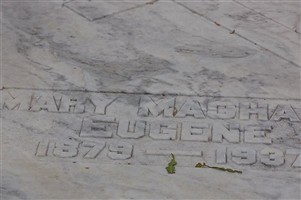 MARY MACHA
EUGENE
1879 — 1937